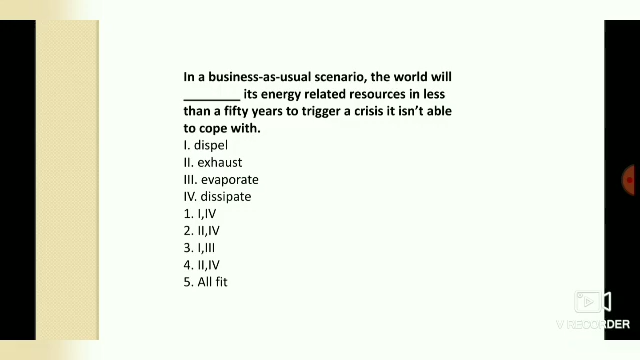 In a business-as-usual scenario, the world will
________ its energy related resources in less
than a fifty years to trigger a crisis it isn't able
to cope with.
I. dispel
II. exhaust
III. evaporate
IV. dissipate
1. I,IV
2. II,IV
3. I,III
4. II,IV
5. All fit
V RECORDER